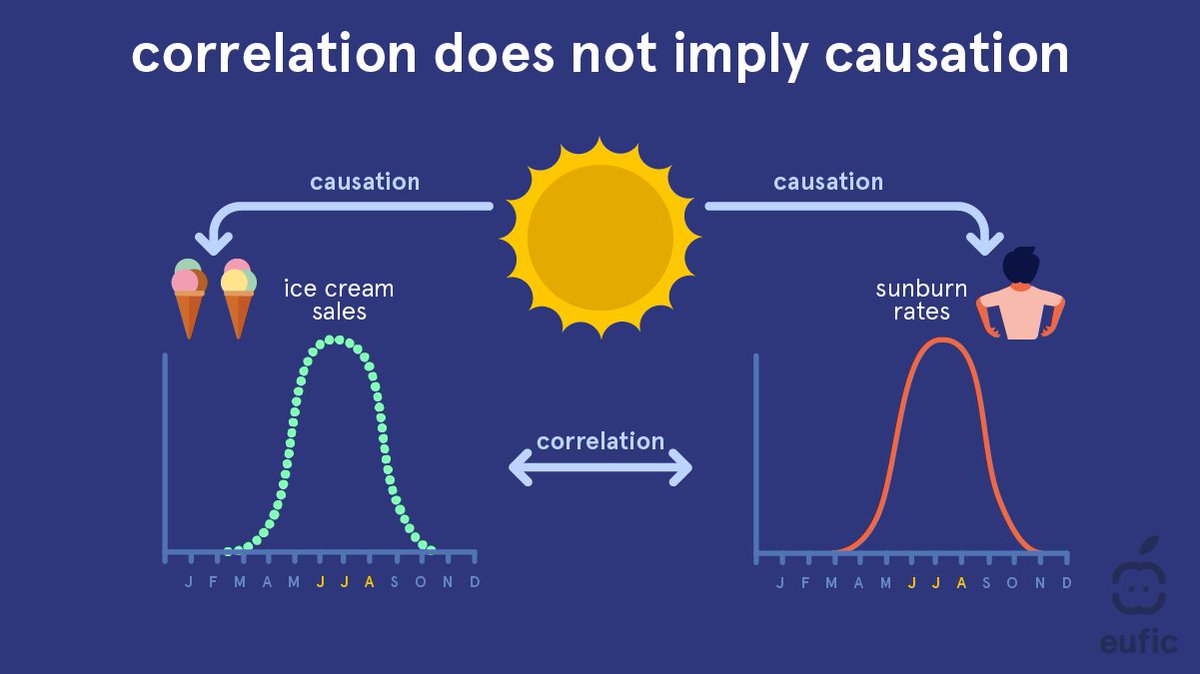 correlation does not imply causation
causation
causation
ice cream
sales
sunburn
rates
correlation
J F M A M J J A S O N D
J F M A M J J A S O N D
eufic